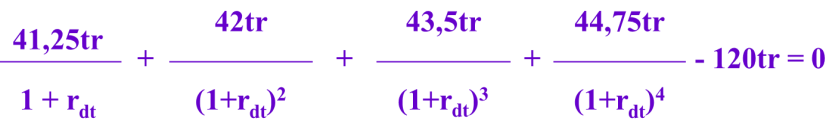 41,25tr / 1 + r_dt + 42tr / (1+r_dt)² + 43,5tr / (1+r_dt)³ + 44,75tr / (1+r_dt)⁴ - 120tr = 0